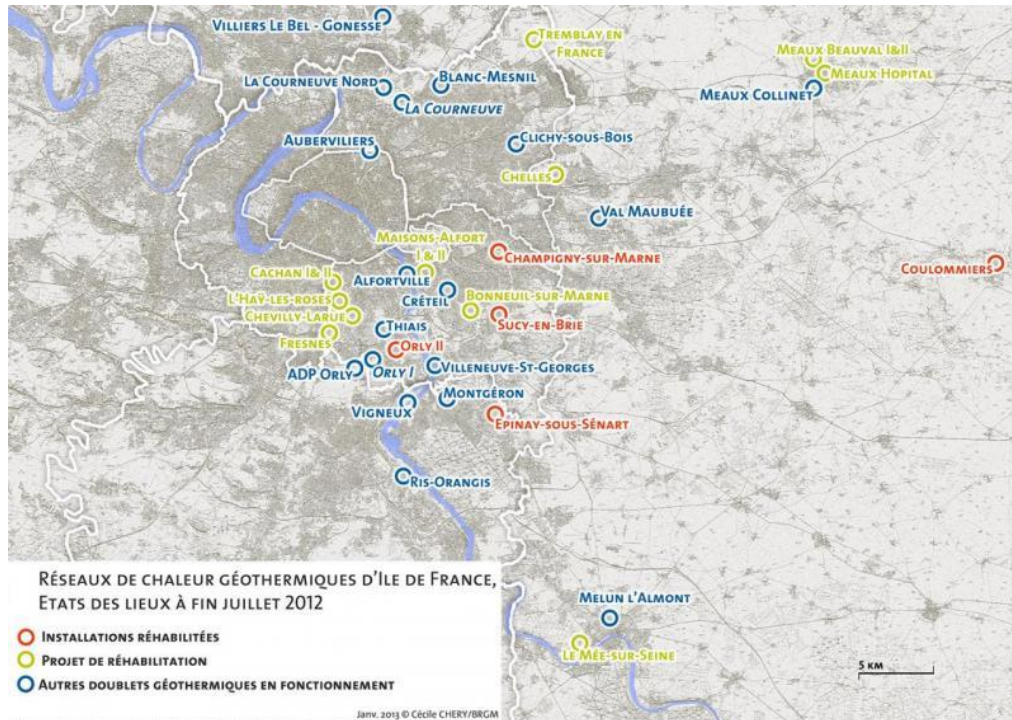 Villiers Le Bel - Gonesse
Tremblay en
France
Meaux Beauval I&II
Meaux Hopital
Meaux Collinet
La Courneuve Nord
Blanc-Mesnil
La Courneuve
Aubervilliers
Clichy-sous-Bois
Chelles
Val Maubuée
Maisons-Alfort
I & II
Champigny-sur-Marne
Coulommiers
Cachan I & II
Alfortville
L'Haÿ-les-roses
Créteil
Bonneuil-sur-Marne
Chevilly-Larue
Sucy-en-Brie
Thiais
Fresnes
Orly II
ADP Orly
Orly I
Villeneuve-St-Georges
Montgéron
Vigneux
Epinay-sous-Sénart
Ris-Orangis
Réseaux de chaleur géothermiques d'Ile de France,
Etats des lieux à fin juillet 2012
Installations réhabilitées
Projet de réhabilitation
Autres doublets géothermiques en fonctionnement
Melun l'Almont
Le Mée-sur-Seine
5 km
Janv. 2013 © Cécile CHERY/BRGM